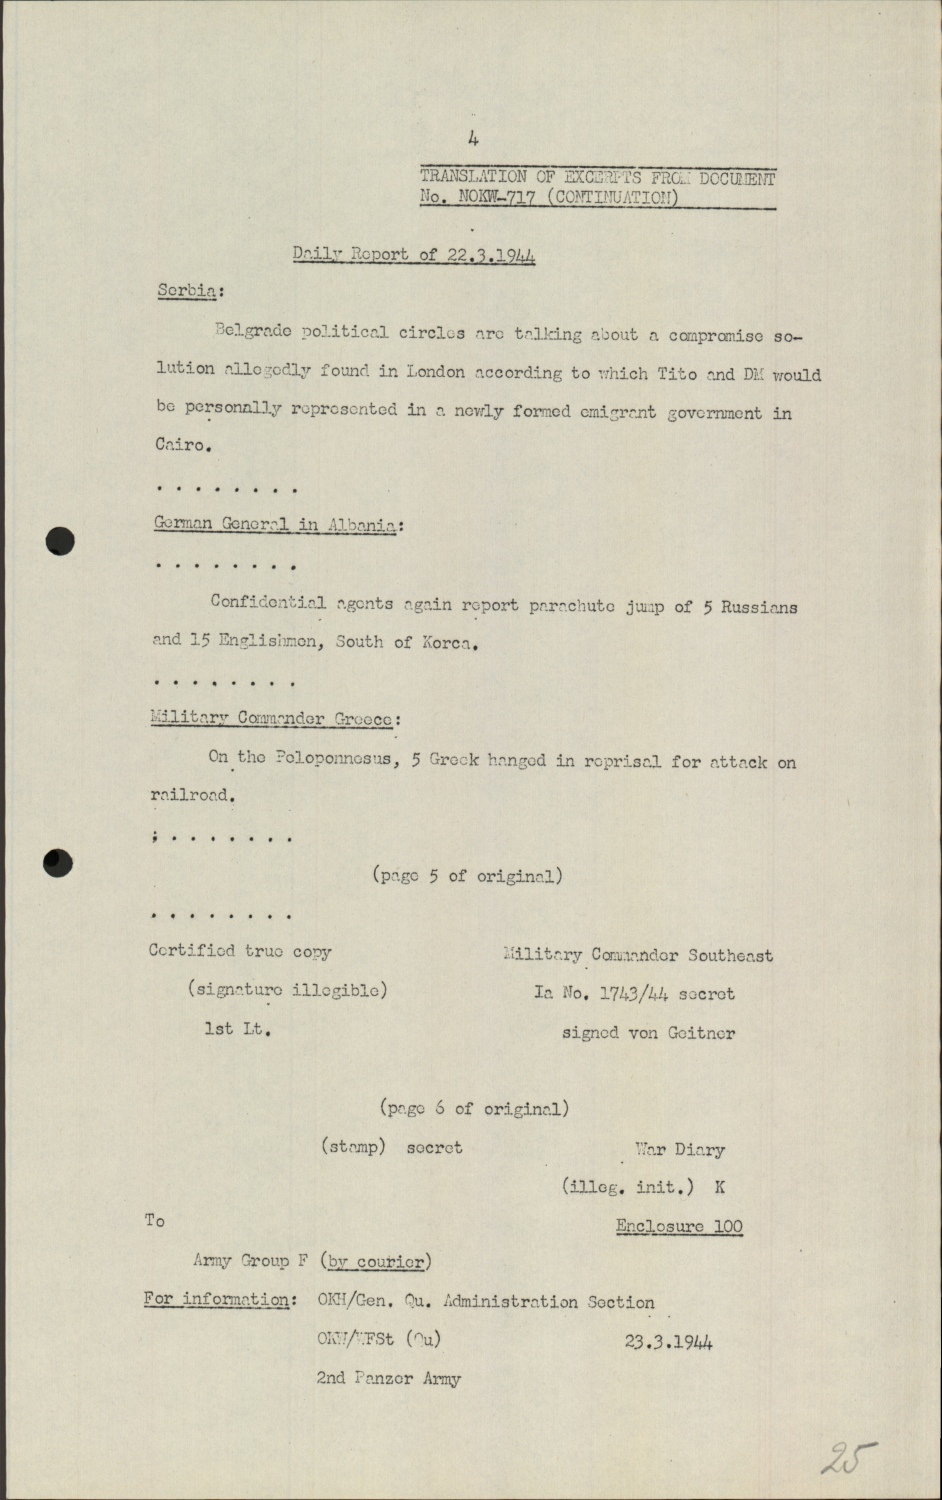 4
TRANSLATION OF EXCERPTS FROM DOCUMENT
No. NOKW-717 (CONTINUATION)
Daily Report of 22.3.1944
Serbia:
Belgrade political circles are talking about a compromise so-
lution allegedly found in London according to which Tito and DM would
be personally represented in a newly formed emigrant government in
Cairo.
. . . . . . . .
German General in Albania:
. . . . . . . .
Confidential agents again report parachute jump of 5 Russians
and 15 Englishmen, South of Korca.
. . . . . . . .
Military Commander Greece:
On the Peloponnesus, 5 Greek hanged in reprisal for attack on
railroad.
; . . . . . . .
(page 5 of original)
. . . . . . . .
Certified true copy Military Commander Southeast
(signature illegible) Ia No. 1743/44 secret
1st Lt. signed von Geitner
(page 6 of original)
(stamp) secret War Diary
(illeg. init.) K
To Enclosure 100
Army Group F (by courier)
For information: OKH/Gen. Qu. Administration Section
OKW/WFSt (Qu) 23.3.1944
2nd Panzer Army
25